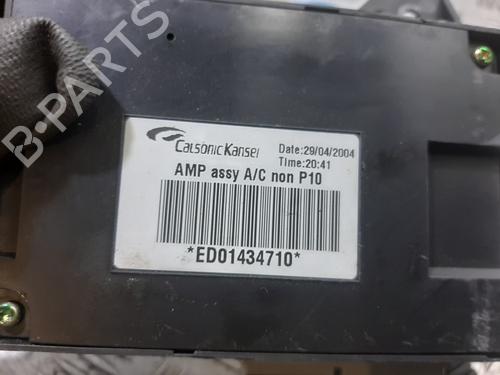 CalsonicKansei
Date:29/04/2004
Time:20:41
AMP assy A/C non P10
*ED01434710*
B-PARTS